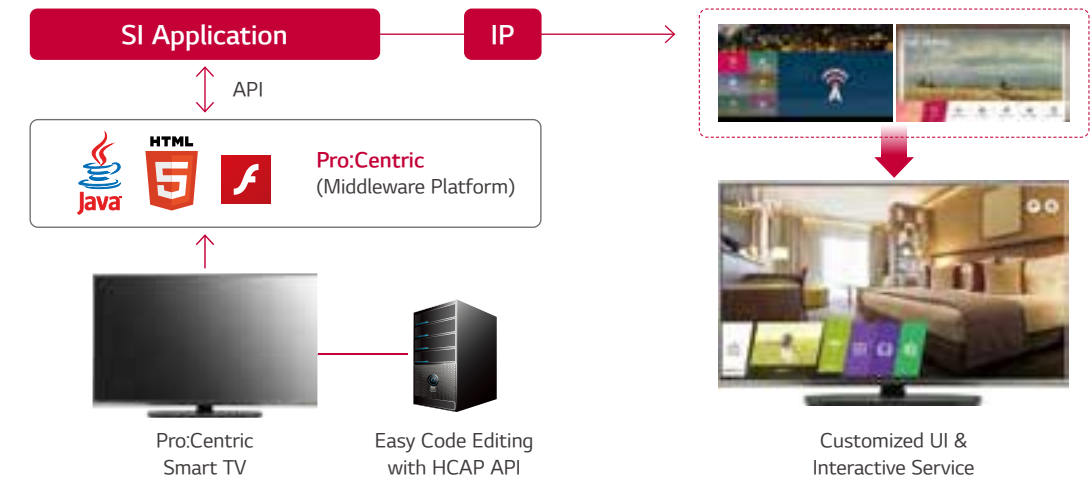 SI Application
IP
API
HTML
Java
Pro:Centric
(Middleware Platform)
Pro:Centric
Smart TV
Easy Code Editing
with HCAP API
Customized UI &
Interactive Service